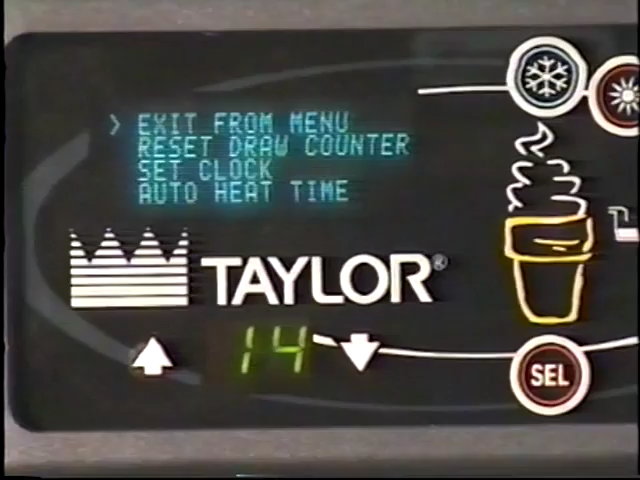 > EXIT FROM MENU
RESET DRAW COUNTER
SET CLOCK
AUTO HEAT TIME
TAYLOR®
14
SEL